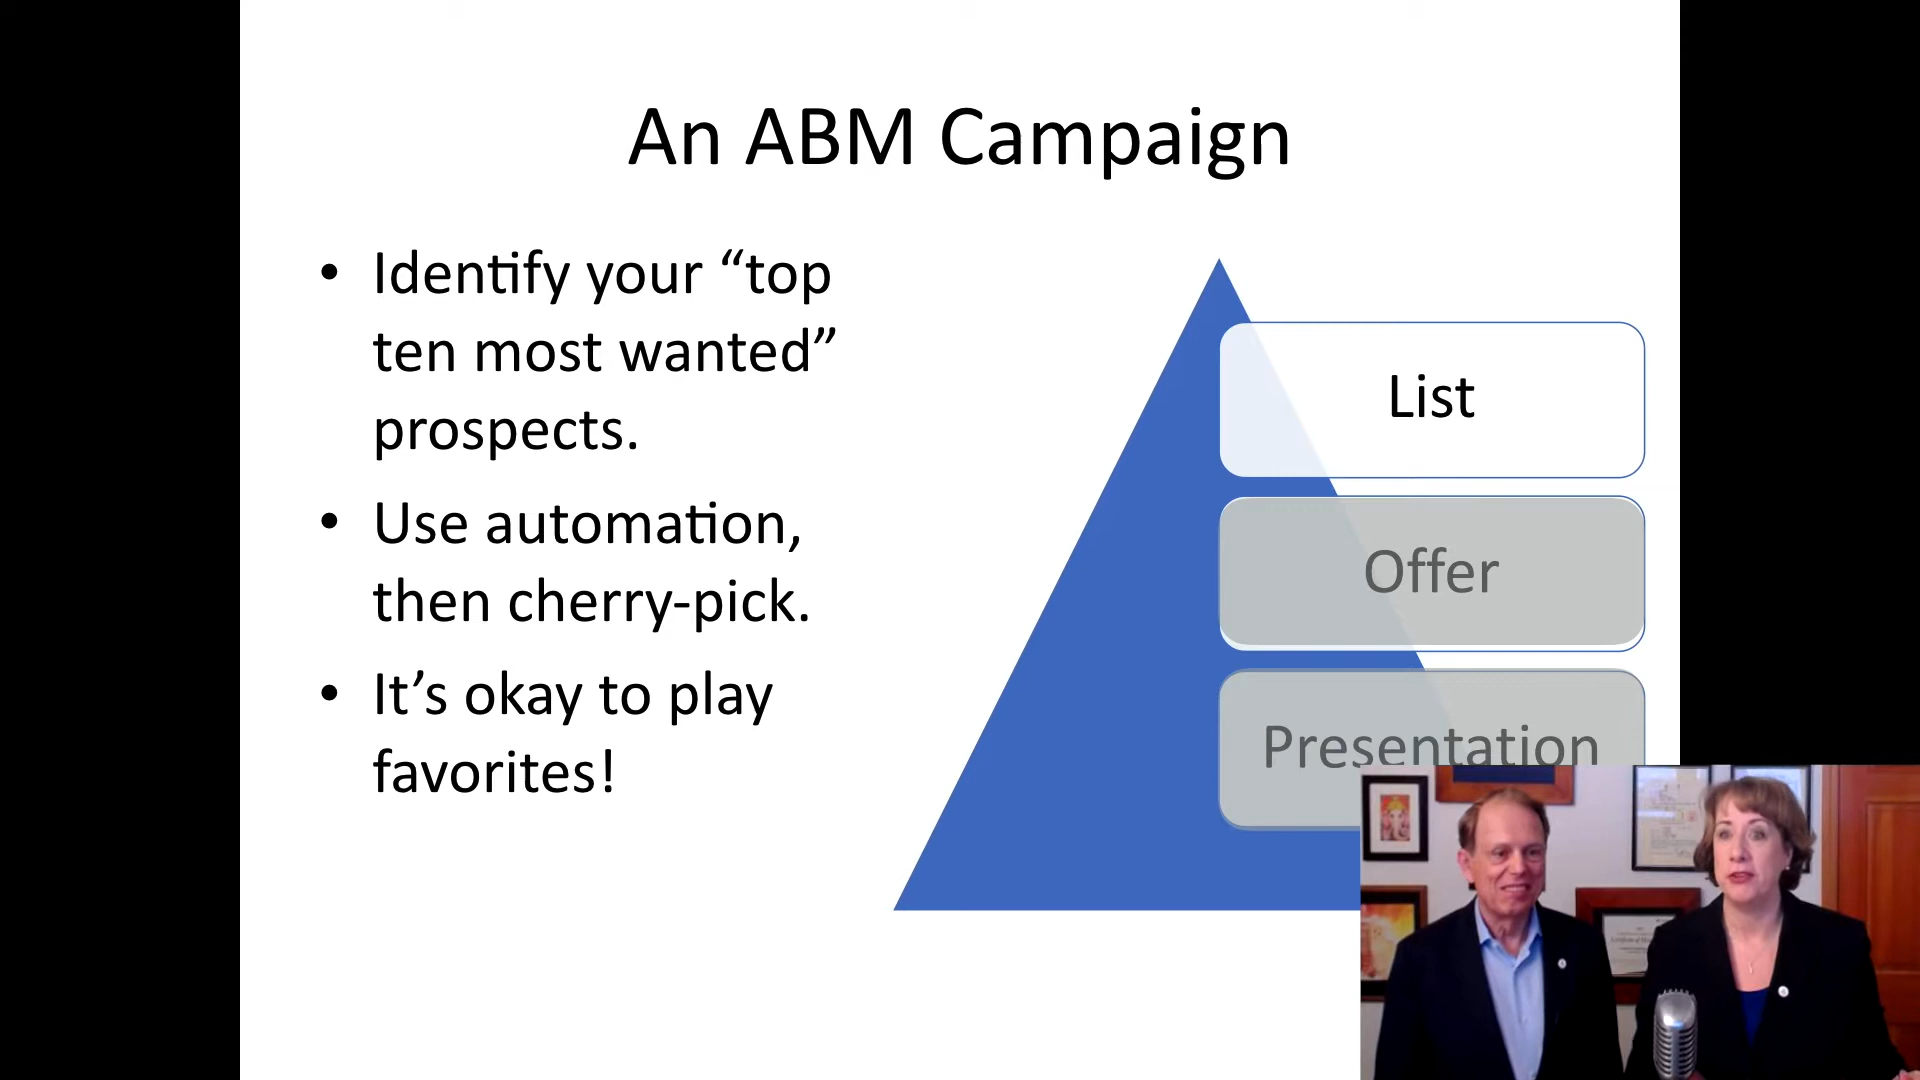 An ABM Campaign
• Identify your “top
ten most wanted”
prospects.
• Use automation,
then cherry-pick.
• It’s okay to play
favorites!
List
Offer
Presentation